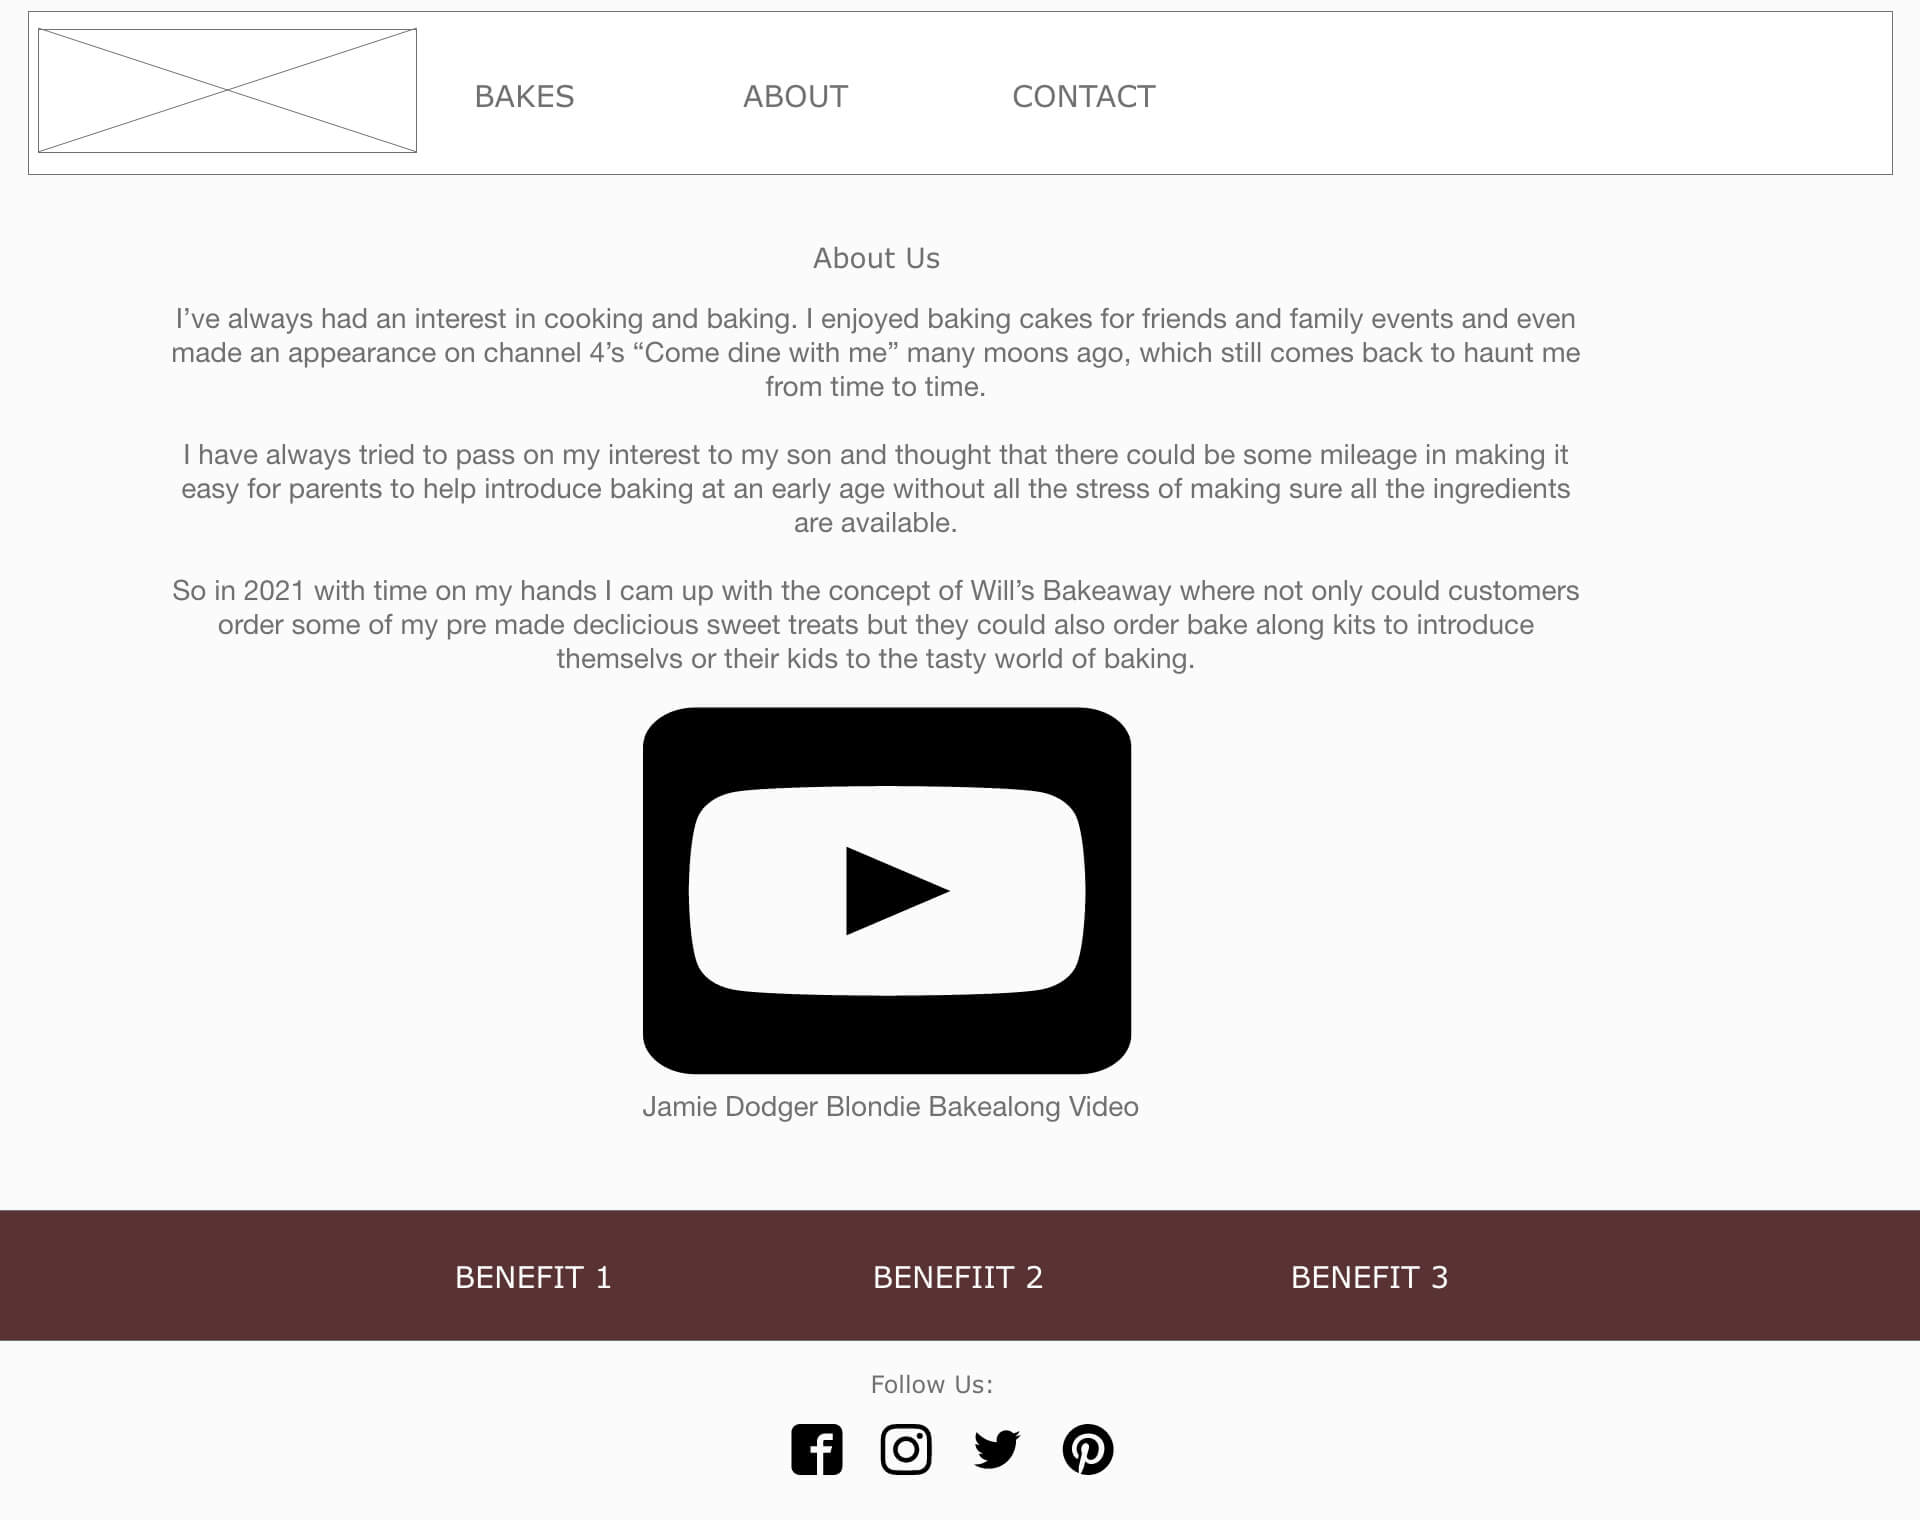 BAKES ABOUT CONTACT
About Us
I’ve always had an interest in cooking and baking. I enjoyed baking cakes for friends and family events and even
made an appearance on channel 4’s “Come dine with me” many moons ago, which still comes back to haunt me
from time to time.
I have always tried to pass on my interest to my son and thought that there could be some mileage in making it
easy for parents to help introduce baking at an early age without all the stress of making sure all the ingredients
are available.
So in 2021 with time on my hands I cam up with the concept of Will’s Bakeaway where not only could customers
order some of my pre made declicious sweet treats but they could also order bake along kits to introduce
themselvs or their kids to the tasty world of baking.
Jamie Dodger Blondie Bakealong Video
BENEFIT 1 BENEFIIT 2 BENEFIT 3
Follow Us: